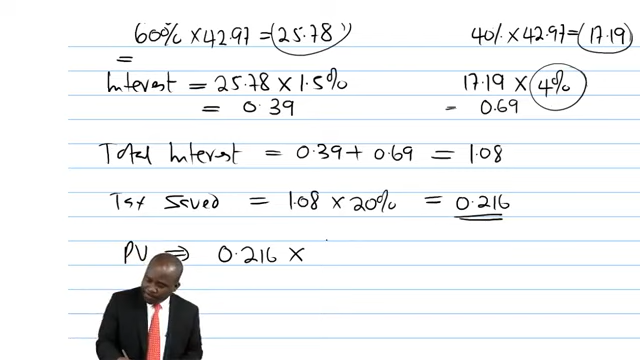 60% × 42.97 = 25.78 40% × 42.97 = 17.19
=
Interest = 25.78 × 1.5% 17.19 × 4%
= 0.39 = 0.69
Total Interest = 0.39 + 0.69 = 1.08
Tax Saved = 1.08 × 20% = 0.216
PV ⇒ 0.216 ×